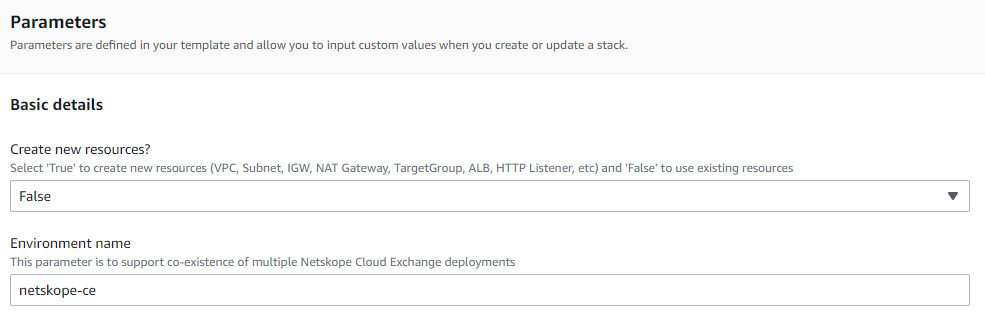 Parameters
Parameters are defined in your template and allow you to input custom values when you create or update a stack.
Basic details
Create new resources?
Select 'True' to create new resources (VPC, Subnet, IGW, NAT Gateway, TargetGroup, ALB, HTTP Listener, etc) and 'False' to use existing resources
False
Environment name
This parameter is to support co-existence of multiple Netskope Cloud Exchange deployments
netskope-ce